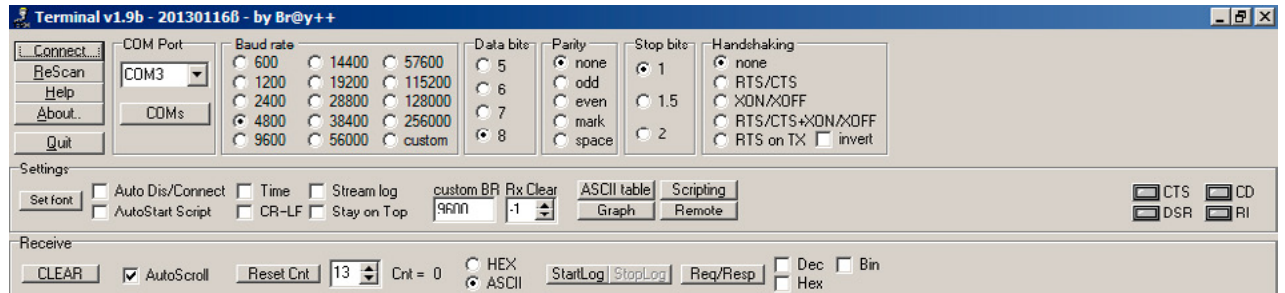 Terminal v1.9b - 20130116ß - by Br@y++
Connect
ReScan
Help
About..
Quit
COM Port
COM3
COMs
Baud rate
600 14400 57600
1200 19200 115200
2400 28800 128000
4800 38400 256000
9600 56000 custom
Data bits
5
6
7
8
Parity
none
odd
even
mark
space
Stop bits
1
1.5
2
Handshaking
none
RTS/CTS
XON/XOFF
RTS/CTS+XON/XOFF
RTS on TX invert
Settings
Set font
Auto Dis/Connect Time Stream log
AutoStart Script CR-LF Stay on Top
custom BR Rx Clear
9600 -1
ASCII table Scripting
Graph Remote
CTS CD
DSR RI
Receive
CLEAR AutoScroll Reset Cnt 13 Cnt = 0
HEX
ASCII
StartLog StopLog Req/Resp
Dec Bin
Hex